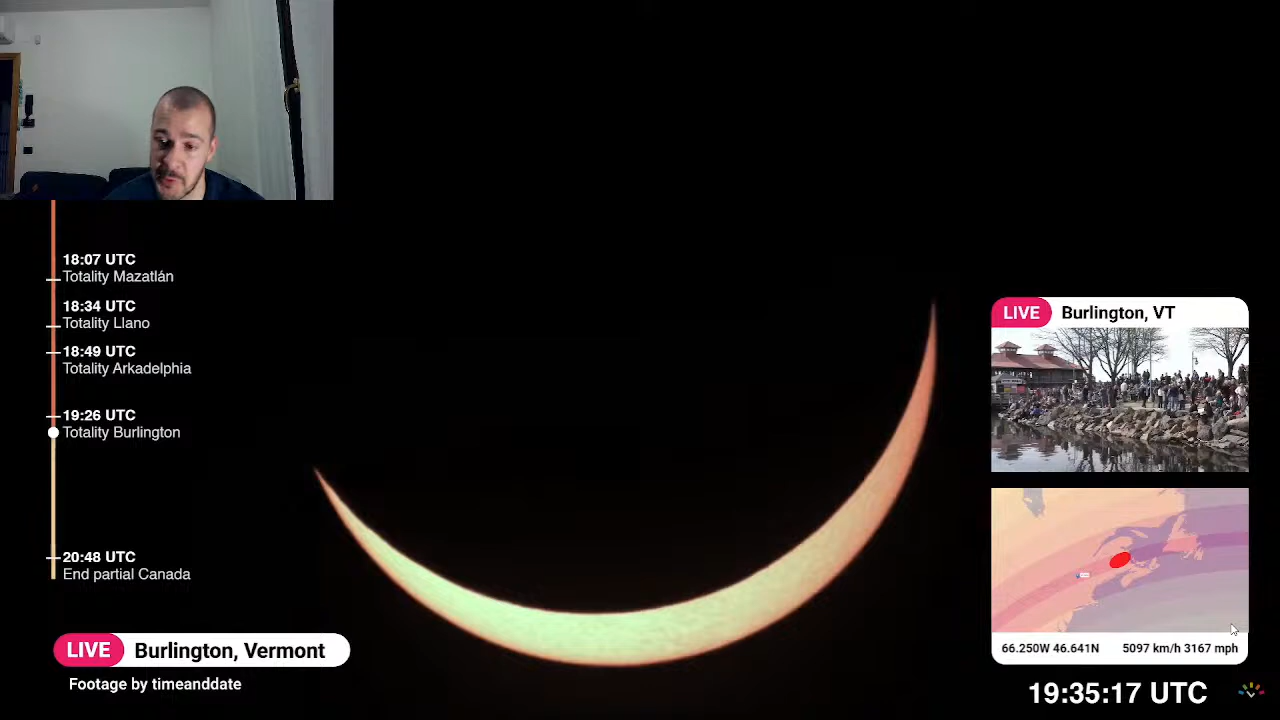 18:07 UTC
Totality Mazatlán
18:34 UTC
Totality Llano
18:49 UTC
Totality Arkadelphia
19:26 UTC
Totality Burlington
20:48 UTC
End partial Canada
LIVE Burlington, Vermont
Footage by timeanddate
LIVE Burlington, VT
66.250W 46.641N 5097 km/h 3167 mph
19:35:17 UTC